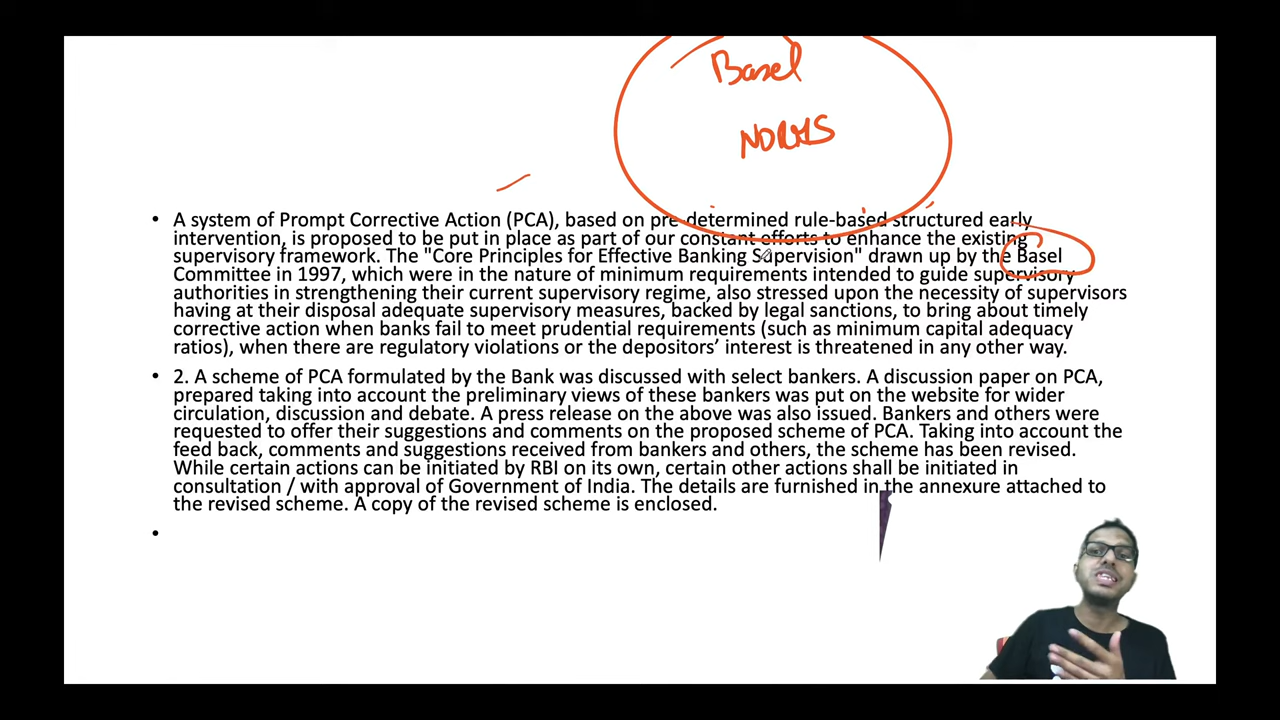 Basel
NORMS
• A system of Prompt Corrective Action (PCA), based on pre-determined rule-based structured early
intervention, is proposed to be put in place as part of our constant efforts to enhance the existing
supervisory framework. The "Core Principles for Effective Banking Supervision" drawn up by the Basel
Committee in 1997, which were in the nature of minimum requirements intended to guide supervisory
authorities in strengthening their current supervisory regime, also stressed upon the necessity of supervisors
having at their disposal adequate supervisory measures, backed by legal sanctions, to bring about timely
corrective action when banks fail to meet prudential requirements (such as minimum capital adequacy
ratios), when there are regulatory violations or the depositors’ interest is threatened in any other way.
• 2. A scheme of PCA formulated by the Bank was discussed with select bankers. A discussion paper on PCA,
prepared taking into account the preliminary views of these bankers was put on the website for wider
circulation, discussion and debate. A press release on the above was also issued. Bankers and others were
requested to offer their suggestions and comments on the proposed scheme of PCA. Taking into account the
feed back, comments and suggestions received from bankers and others, the scheme has been revised.
While certain actions can be initiated by RBI on its own, certain other actions shall be initiated in
consultation / with approval of Government of India. The details are furnished in the annexure attached to
the revised scheme. A copy of the revised scheme is enclosed.
•